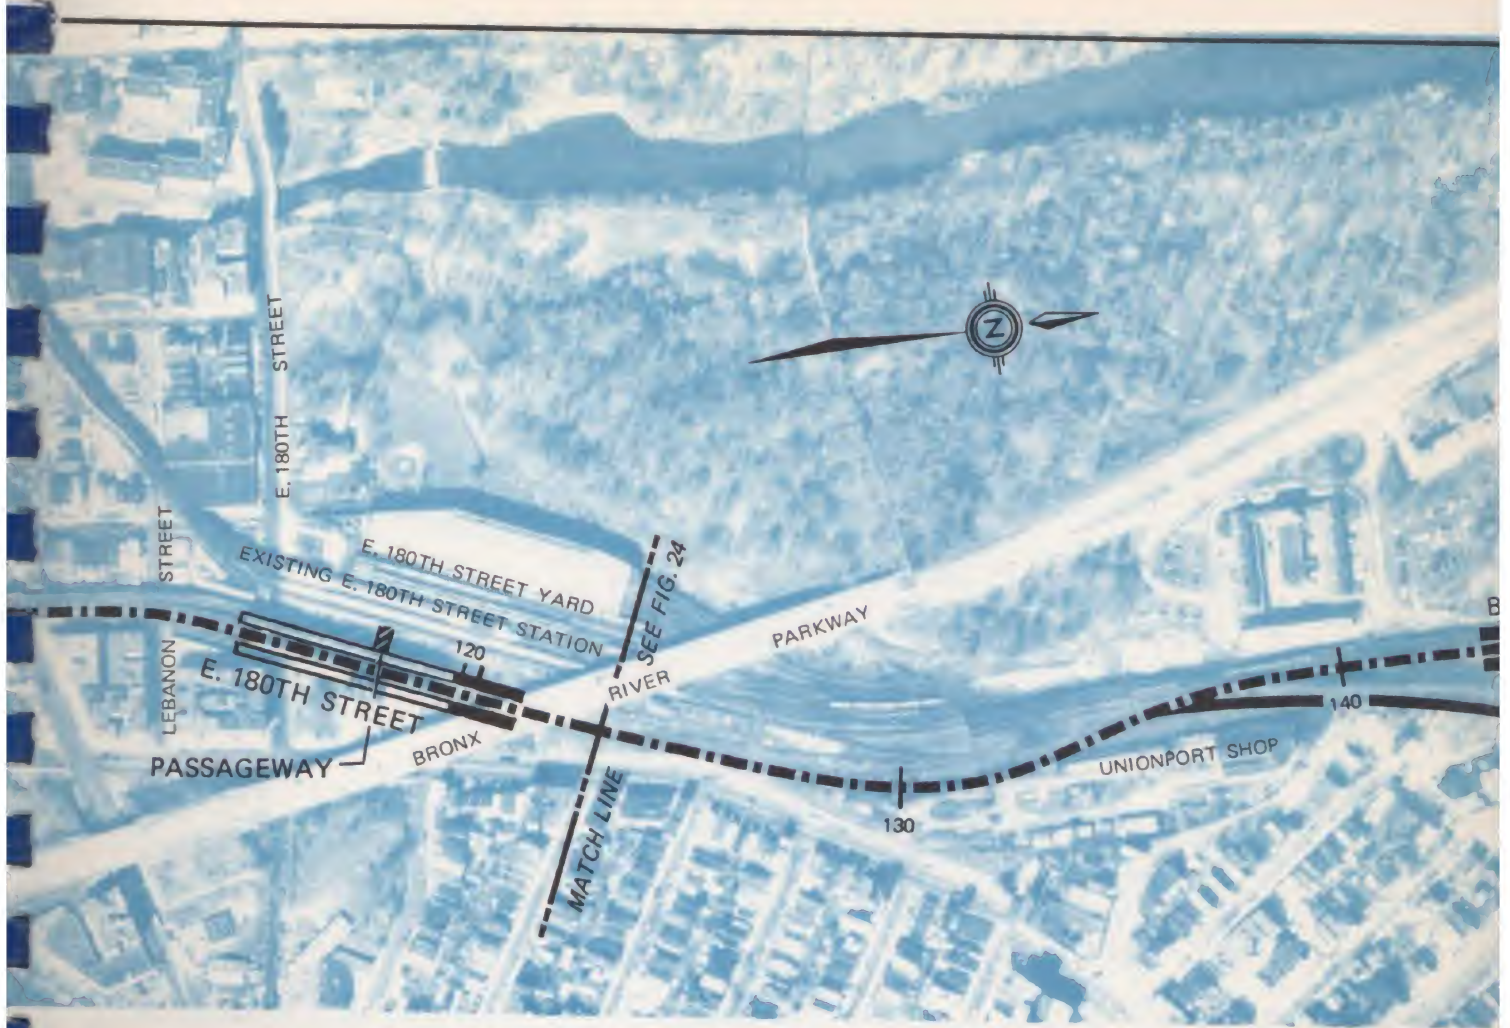 N
E. 180TH STREET
STREET
LEBANON
E. 180TH STREET YARD
EXISTING E. 180TH STREET STATION
120
E. 180TH STREET
PASSAGEWAY
SEE FIG. 24
MATCH LINE
BRONX
RIVER
PARKWAY
130
140
UNIONPORT SHOP
B